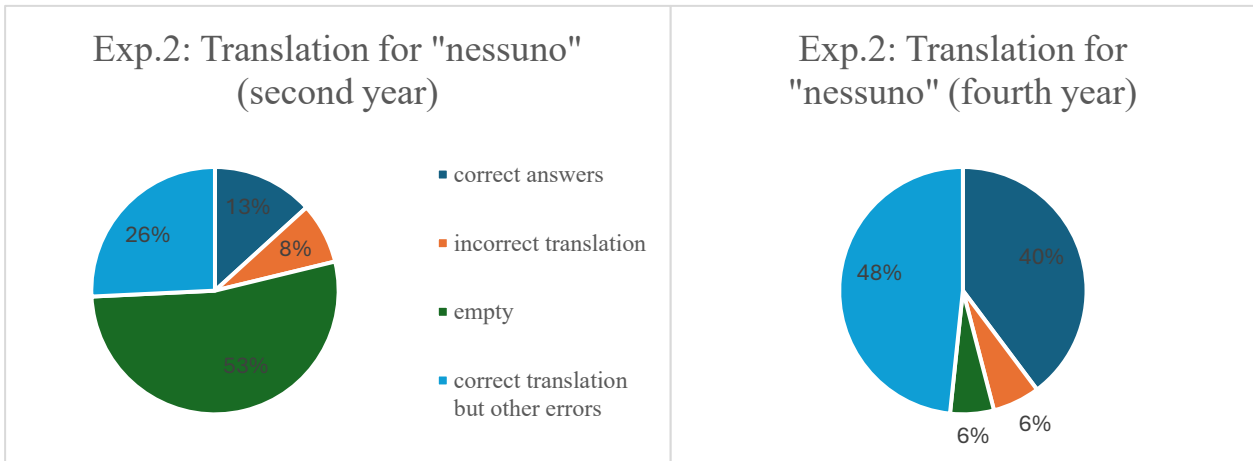 Exp.2: Translation for "nessuno"
(second year)
13%
8%
53%
26%
correct answers
incorrect translation
empty
correct translation
but other errors
Exp.2: Translation for
"nessuno" (fourth year)
40%
6%
6%
48%